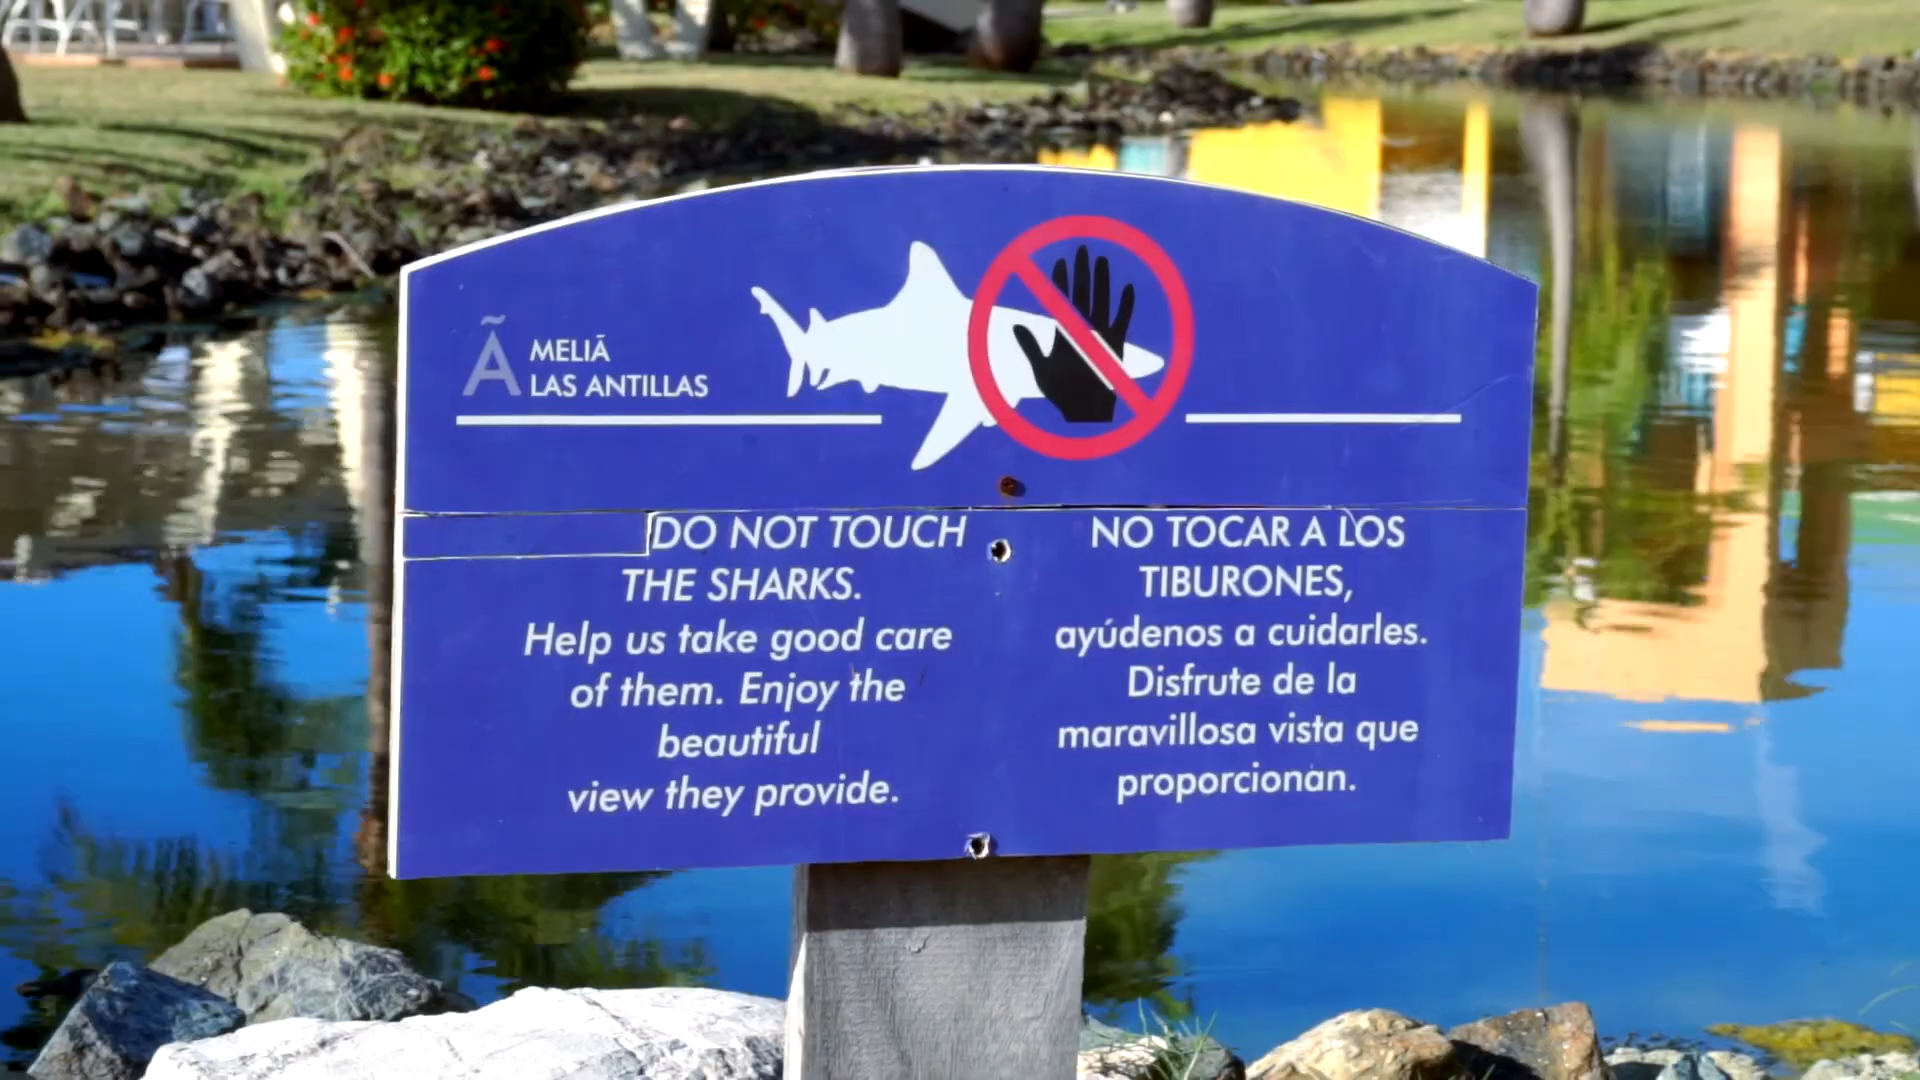 Ã
MELIÃ
LAS ANTILLAS
DO NOT TOUCH
THE SHARKS.
Help us take good care
of them. Enjoy the
beautiful
view they provide.
NO TOCAR A LOS
TIBURONES,
ayúdenos a cuidarles.
Disfrute de la
maravillosa vista que
proporcionan.